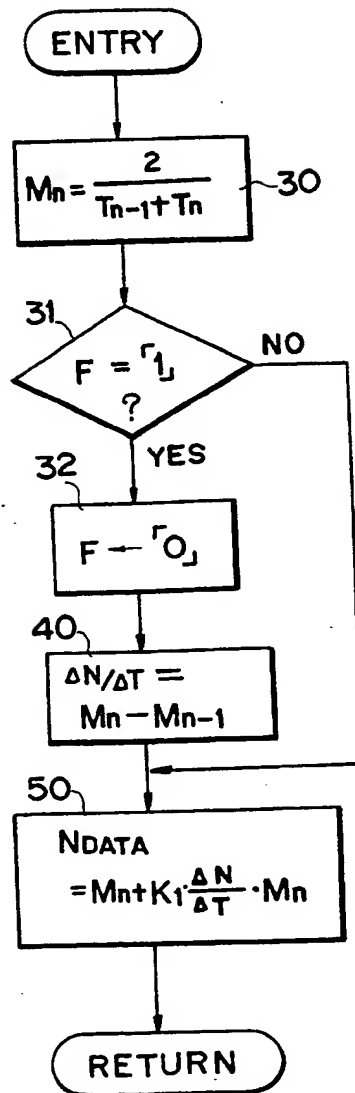 ENTRY
Mn = 2 / Tn-1 + Tn
30
31
F = 「1」
?
NO
YES
32
F ← 「0」
40
ΔN/ΔT =
Mn − Mn-1
50
NDATA
= Mn + K1 · ΔN / ΔT · Mn
RETURN